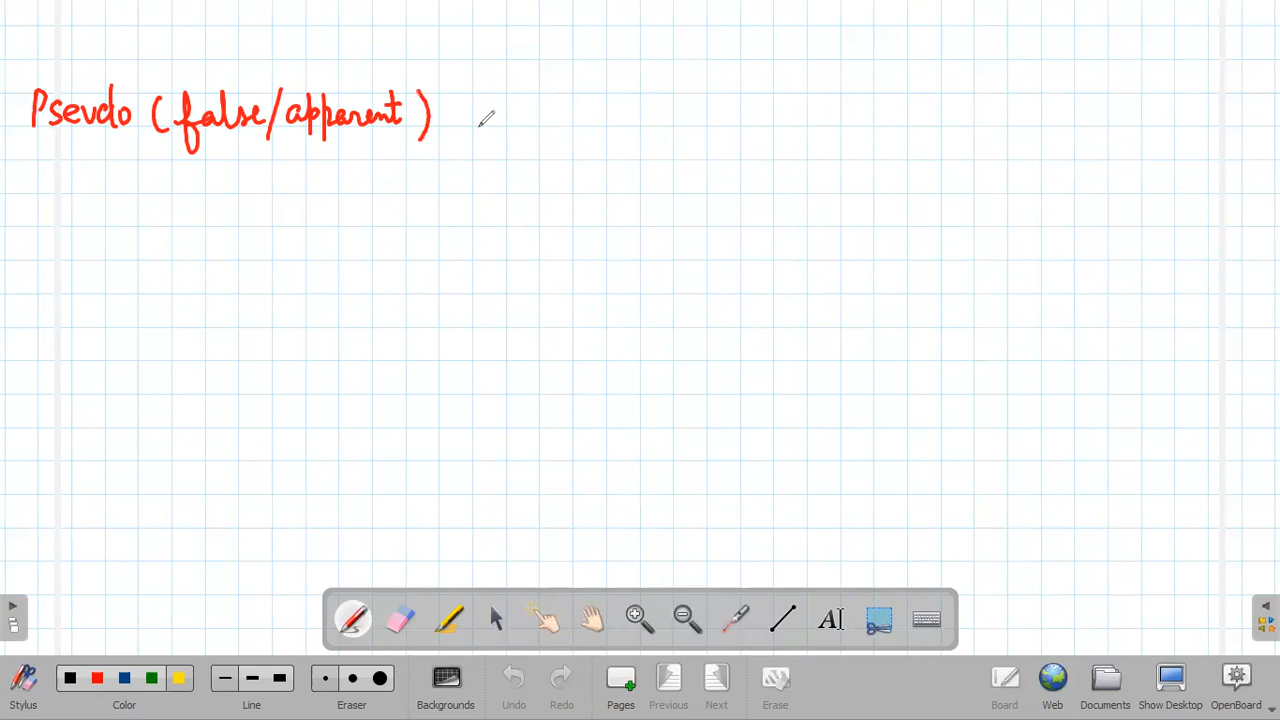 Pseudo (false/apparent)
Stylus
Color
Line
Eraser
Backgrounds
Undo
Redo
Pages
Previous
Next
Erase
Board
Web
Documents
Show Desktop
OpenBoard